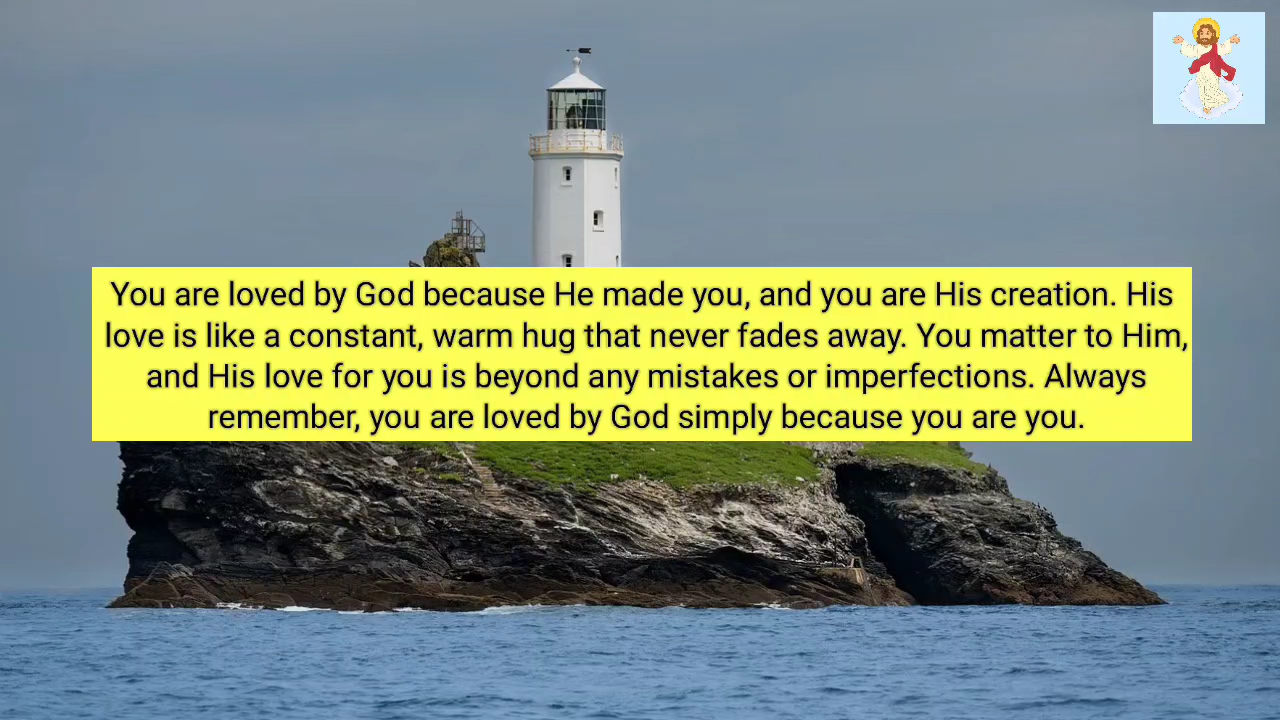 You are loved by God because He made you, and you are His creation. His
love is like a constant, warm hug that never fades away. You matter to Him,
and His love for you is beyond any mistakes or imperfections. Always
remember, you are loved by God simply because you are you.